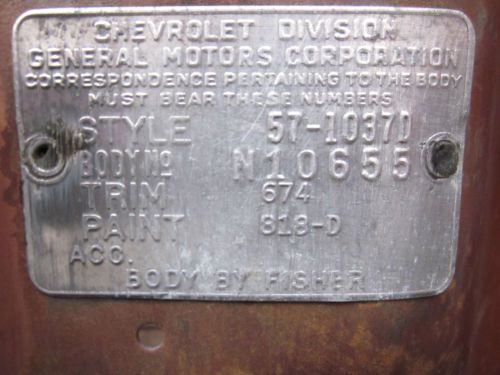 CHEVROLET DIVISION
GENERAL MOTORS CORPORATION
CORRESPONDENCE PERTAINING TO THE BODY
MUST BEAR THESE NUMBERS
STYLE 57-1037D
BODY NO N10655
TRIM 674
PAINT 818-D
ACC.
BODY BY FISHER